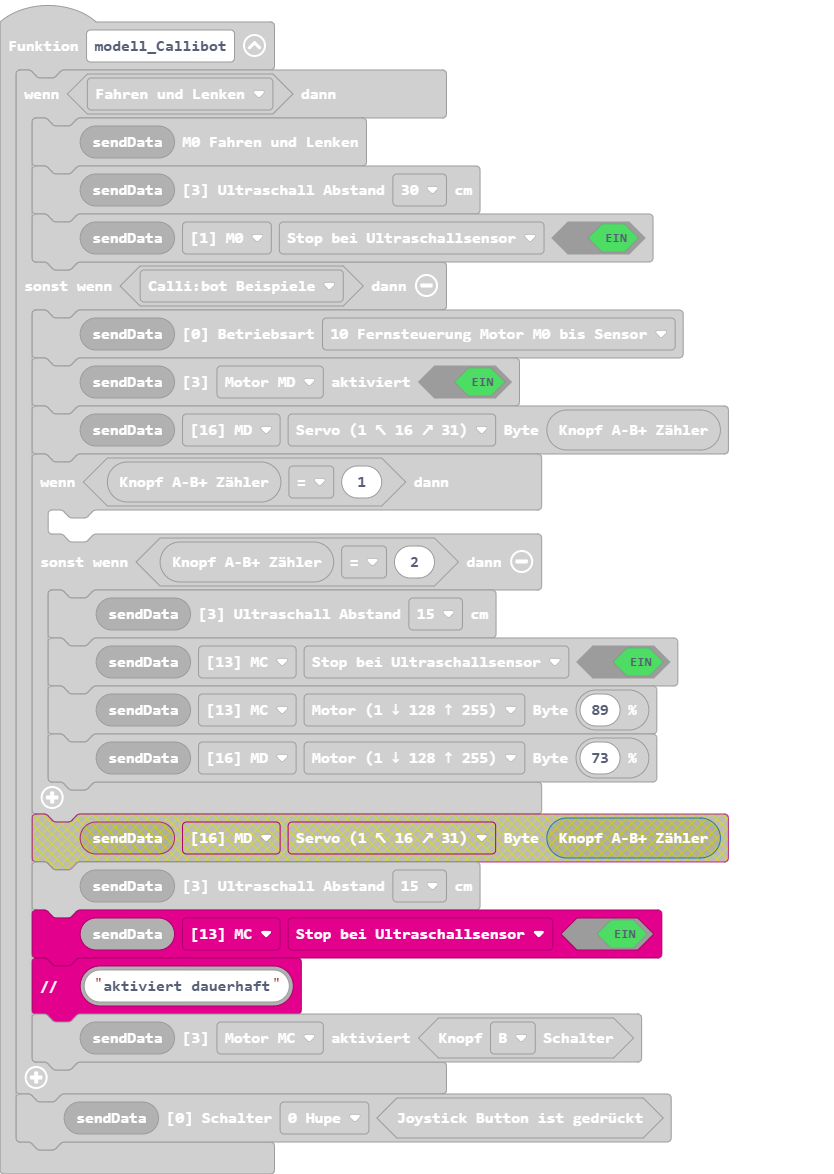 Funktion modell_Callibot
wenn Fahren und Lenken dann
sendData M0 Fahren und Lenken
sendData [3] Ultraschall Abstand 30 cm
sendData [1] M0 Stop bei Ultraschallsensor EIN
sonst wenn Calli:bot Beispiele dann
sendData [0] Betriebsart 10 Fernsteuerung Motor M0 bis Sensor
sendData [3] Motor MD aktiviert EIN
sendData [16] MD Servo (1 ↖ 16 ↗ 31) Byte Knopf A-B+ Zähler
wenn Knopf A-B+ Zähler = 1 dann
sonst wenn Knopf A-B+ Zähler = 2 dann
sendData [3] Ultraschall Abstand 15 cm
sendData [13] MC Stop bei Ultraschallsensor EIN
sendData [13] MC Motor (1 ↓ 128 ↑ 255) Byte 89 %
sendData [16] MD Motor (1 ↓ 128 ↑ 255) Byte 73 %
sendData [16] MD Servo (1 ↖ 16 ↗ 31) Byte Knopf A-B+ Zähler
sendData [3] Ultraschall Abstand 15 cm
sendData [13] MC Stop bei Ultraschallsensor EIN
// "aktiviert dauerhaft"
sendData [3] Motor MC aktiviert Knopf B Schalter
sendData [0] Schalter 0 Hupe Joystick Button ist gedrückt